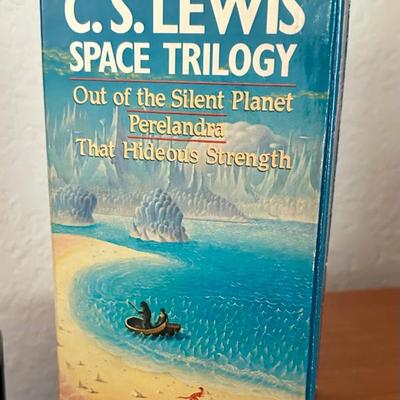 C. S. LEWIS
SPACE TRILOGY
Out of the Silent Planet
Perelandra
That Hideous Strength